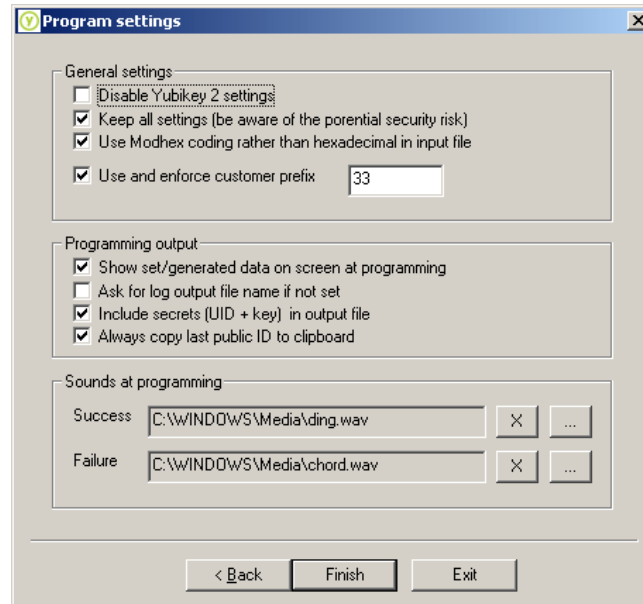 Program settings
General settings
Disable Yubikey 2 settings
Keep all settings (be aware of the porential security risk)
Use Modhex coding rather than hexadecimal in input file
Use and enforce customer prefix 33
Programming output
Show set/generated data on screen at programming
Ask for log output file name if not set
Include secrets (UID + key) in output file
Always copy last public ID to clipboard
Sounds at programming
Success C:\WINDOWS\Media\ding.wav X ...
Failure C:\WINDOWS\Media\chord.wav X ...
< Back Finish Exit